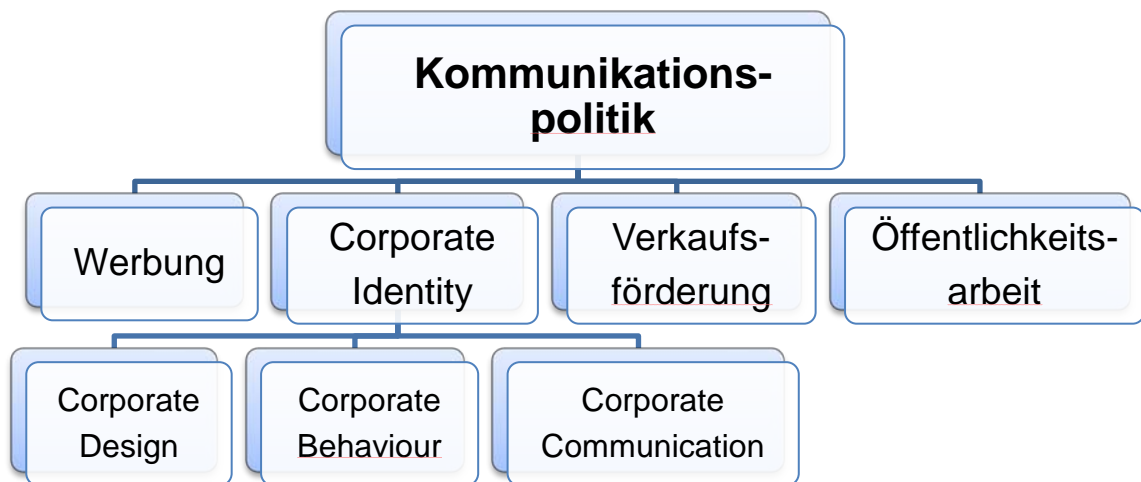 Kommunikations-
politik
Werbung
Corporate
Identity
Verkaufs-
förderung
Öffentlichkeits-
arbeit
Corporate
Design
Corporate
Behaviour
Corporate
Communication